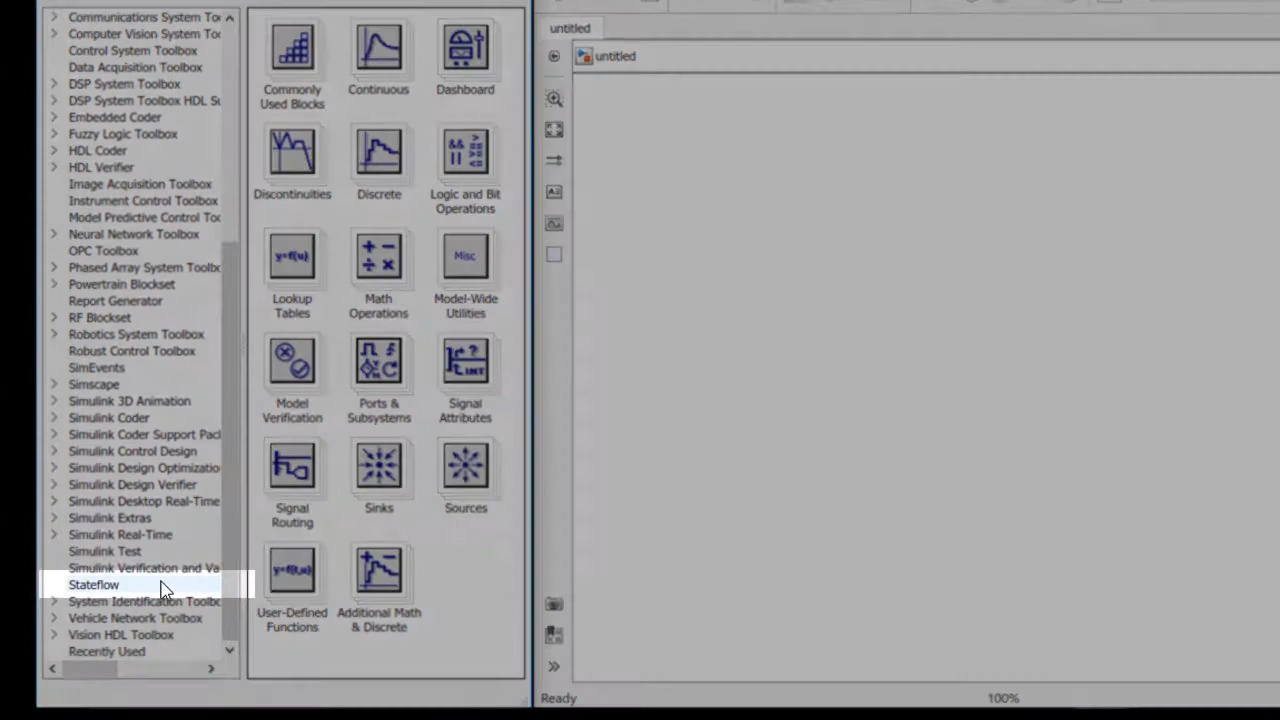 Communications System To
Computer Vision System Too
Control System Toolbox
Data Acquisition Toolbox
DSP System Toolbox
DSP System Toolbox HDL Su
Embedded Coder
Fuzzy Logic Toolbox
HDL Coder
HDL Verifier
Image Acquisition Toolbox
Instrument Control Toolbox
Model Predictive Control Too
Neural Network Toolbox
OPC Toolbox
Phased Array System Toolbo
Powertrain Blockset
Report Generator
RF Blockset
Robotics System Toolbox
Robust Control Toolbox
SimEvents
Simscape
Simulink 3D Animation
Simulink Coder
Simulink Coder Support Pac
Simulink Control Design
Simulink Design Optimizatio
Simulink Design Verifier
Simulink Desktop Real-Time
Simulink Extras
Simulink Real-Time
Simulink Test
Simulink Verification and Va
Stateflow
System Identification Toolbo
Vehicle Network Toolbox
Vision HDL Toolbox
Recently Used
Commonly
Used Blocks
Continuous
Dashboard
Discontinuities
Discrete
&& > 
|| >=
<=
Logic and Bit
Operations
y=f(u)
Lookup
Tables
+ −
÷ ×
Math
Operations
Misc
Model-Wide
Utilities
Model
Verification
Ports &
Subsystems
?
INT
Signal
Attributes
Signal
Routing
Sinks
Sources
y=f(t,u)
User-Defined
Functions
Additional Math
& Discrete
untitled
untitled
Ready
100%